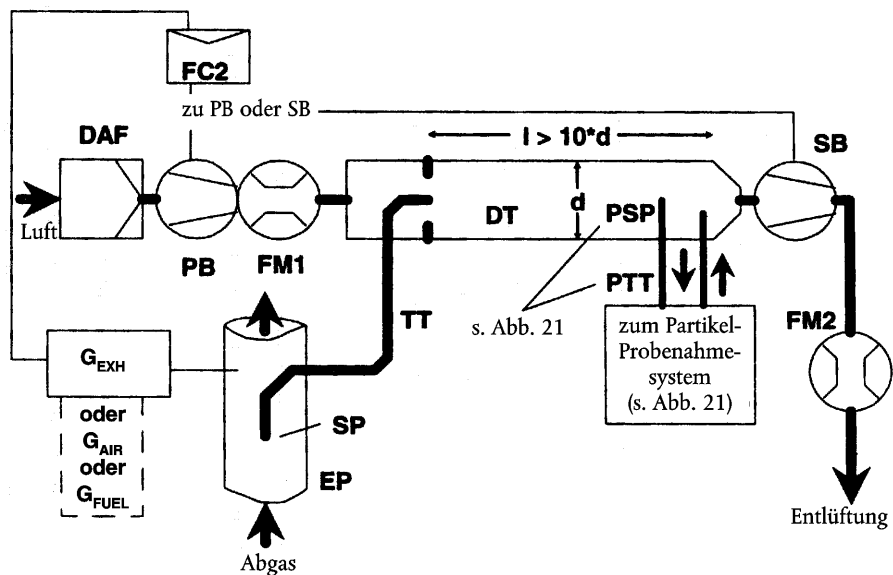 FC2
zu PB oder SB
DAF
l > 10*d
SB
Luft
d
DT
PSP
PB
FM1
PTT
TT
s. Abb. 21
zum Partikel-
Probenahme-
system
(s. Abb. 21)
FM2
G_EXH
oder
G_AIR
oder
G_FUEL
SP
EP
Abgas
Entlüftung